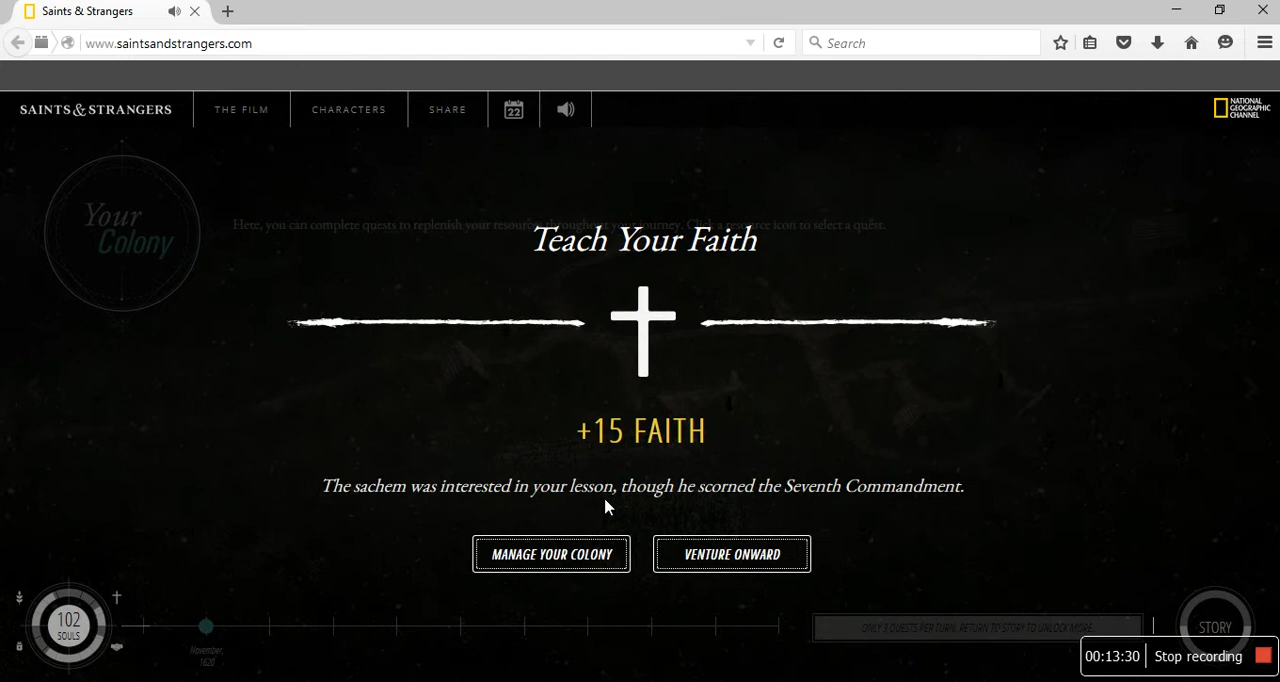 Saints & Strangers
www.saintsandstrangers.com
Search
SAINTS & STRANGERS
THE FILM
CHARACTERS
SHARE
22
NATIONAL
GEOGRAPHIC
CHANNEL
Your
Colony
Here, you can complete quests to replenish your resources throughout your journey. Click a resource icon to select a quest.
Teach Your Faith
+15 FAITH
The sachem was interested in your lesson, though he scorned the Seventh Commandment.
MANAGE YOUR COLONY
VENTURE ONWARD
102
SOULS
November,
1620
ONLY 3 QUESTS PER TURN. RETURN TO STORY TO UNLOCK MORE.
STORY
00:13:30
Stop recording